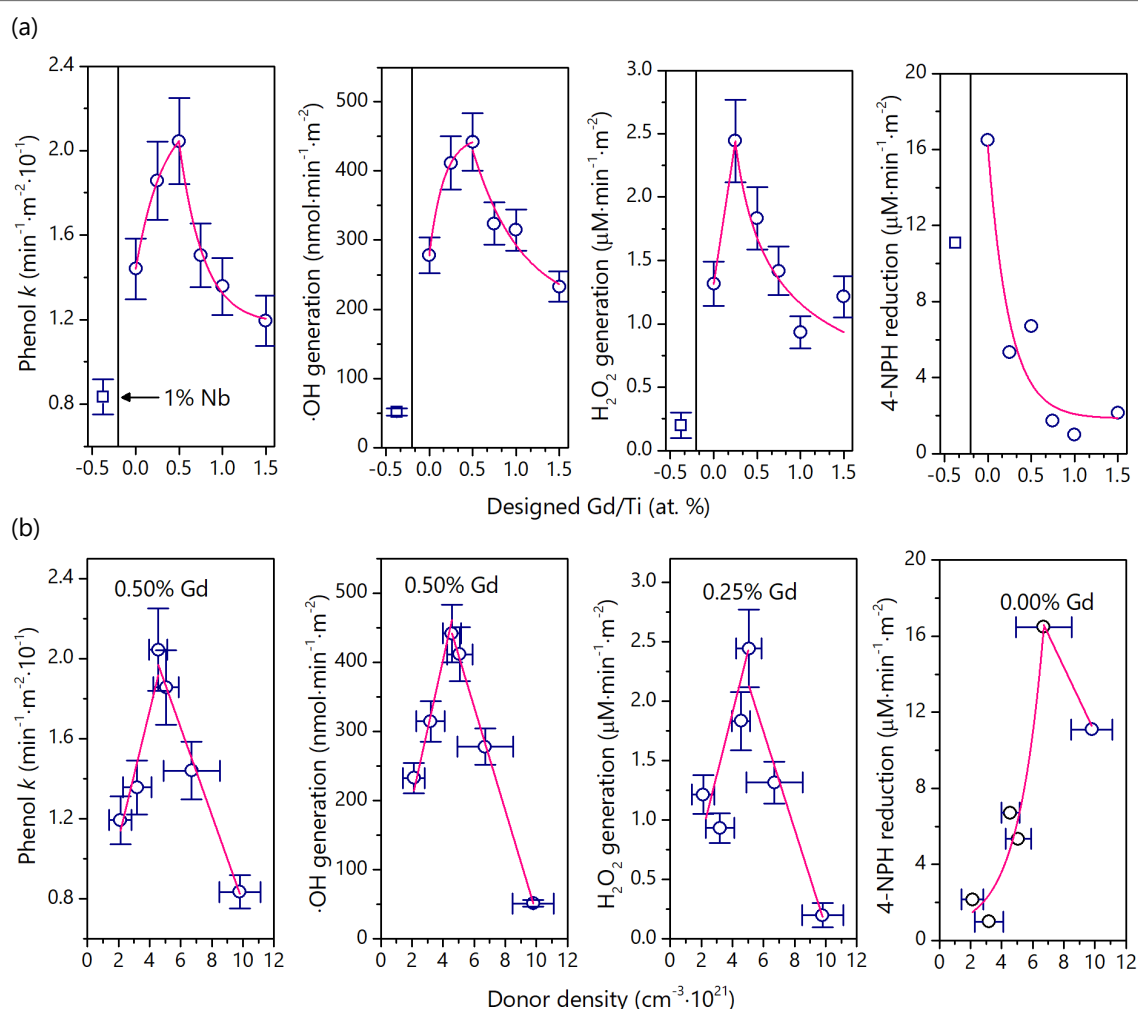 (a)
Phenol k (min⁻¹·m⁻²·10⁻¹)
2.4
2.0
1.6
1.2
0.8
1% Nb
-0.5 0.0 0.5 1.0 1.5
·OH generation (nmol·min⁻¹·m⁻²)
500
450
400
350
300
250
200
150
100
50
0
-0.5 0.0 0.5 1.0 1.5
H₂O₂ generation (µM·min⁻¹·m⁻²)
3.0
2.5
2.0
1.5
1.0
0.5
0.0
-0.5 0.0 0.5 1.0 1.5
4-NPH reduction (µM·min⁻¹·m⁻²)
20
16
12
8
4
0
-0.5 0.0 0.5 1.0 1.5
Designed Gd/Ti (at. %)
(b)
Phenol k (min⁻¹·m⁻²·10⁻¹)
2.4
2.0
1.6
1.2
0.8
0.50% Gd
0 2 4 6 8 10 12
·OH generation (nmol·min⁻¹·m⁻²)
500
450
400
350
300
250
200
150
100
50
0
0.50% Gd
0 2 4 6 8 10 12
H₂O₂ generation (µM·min⁻¹·m⁻²)
3.0
2.5
2.0
1.5
1.0
0.5
0.0
0.25% Gd
0 2 4 6 8 10 12
4-NPH reduction (µM·min⁻¹·m⁻²)
20
16
12
8
4
0
0.00% Gd
0 2 4 6 8 10 12
Donor density (cm⁻³·10²¹)